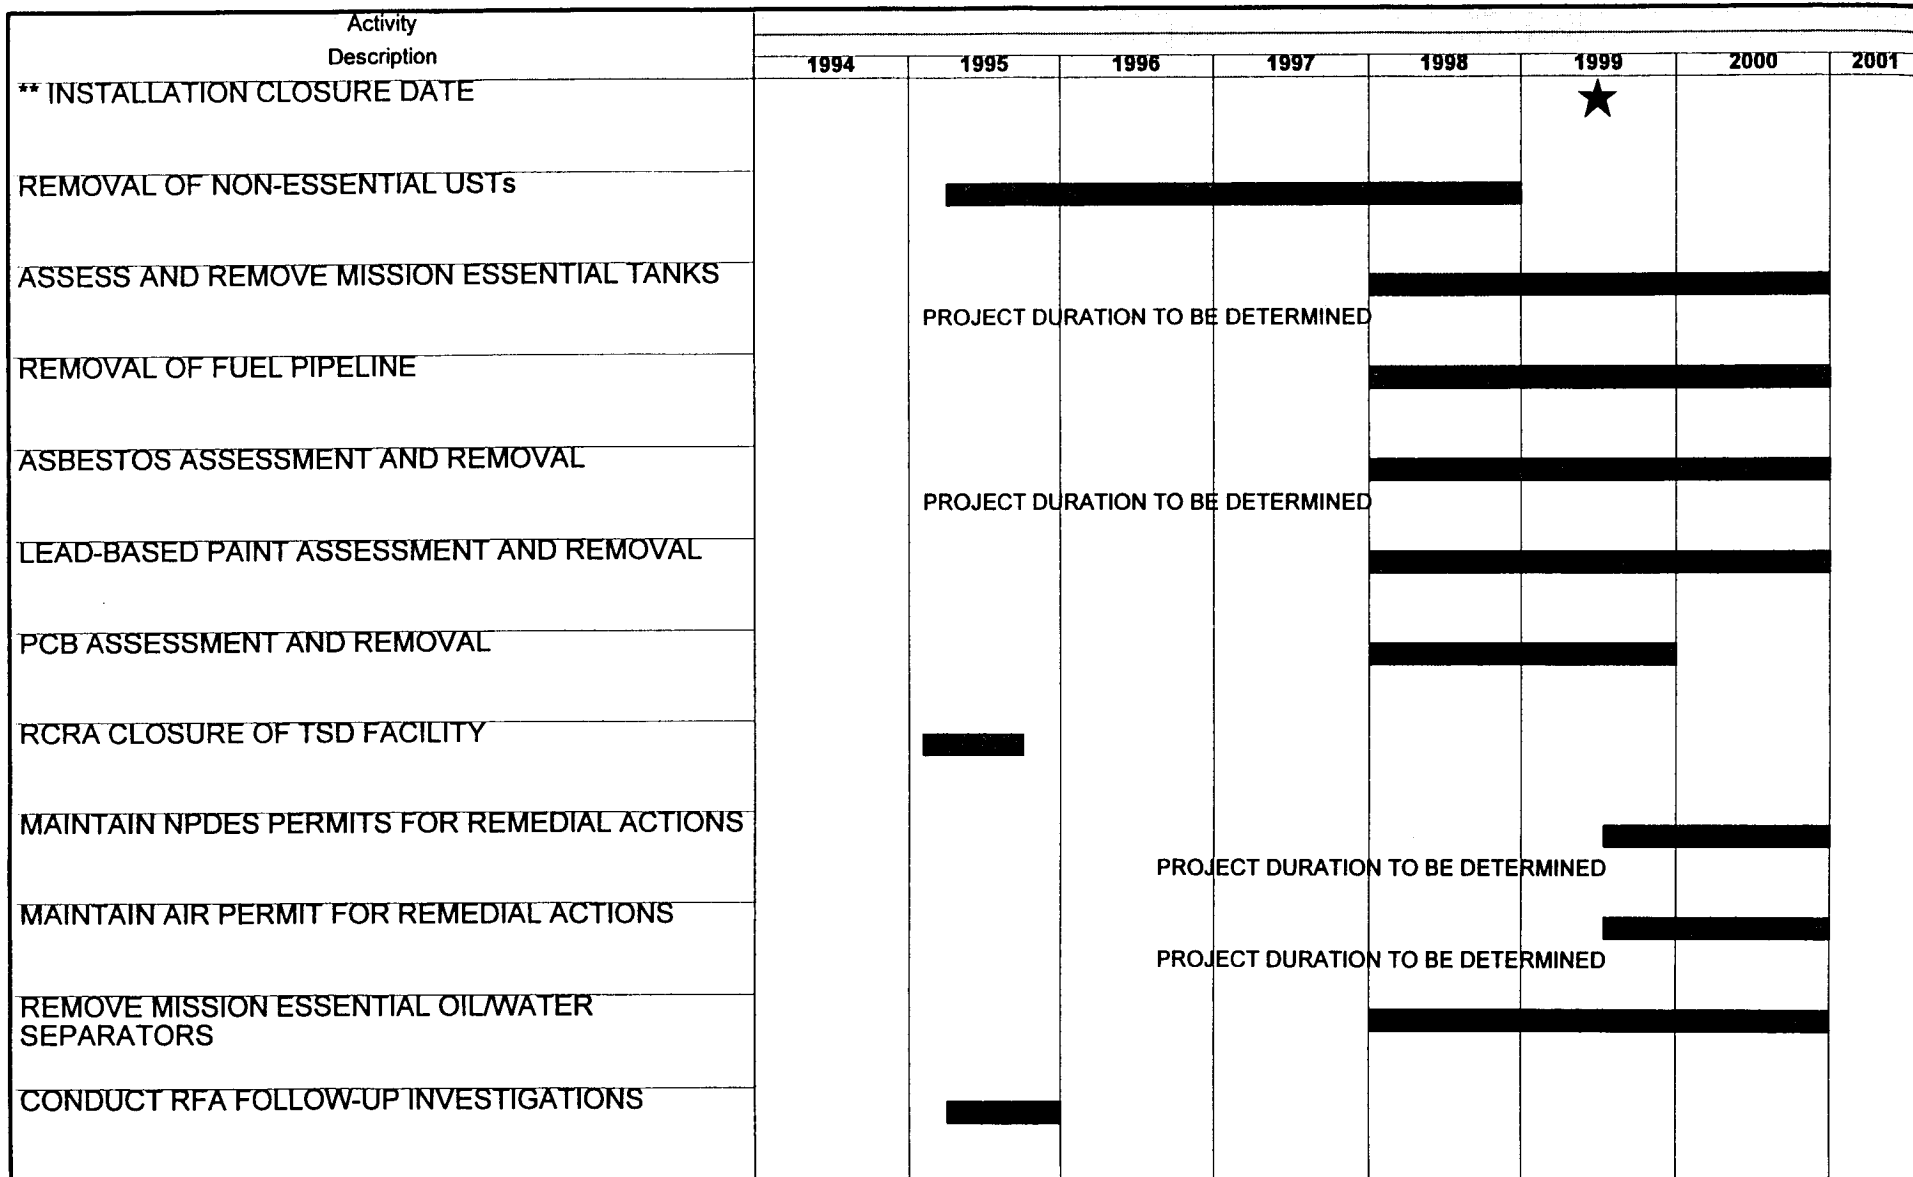 Activity
Description
1994 1995 1996 1997 1998 1999 2000 2001
** INSTALLATION CLOSURE DATE
REMOVAL OF NON-ESSENTIAL USTs
ASSESS AND REMOVE MISSION ESSENTIAL TANKS
PROJECT DURATION TO BE DETERMINED
REMOVAL OF FUEL PIPELINE
ASBESTOS ASSESSMENT AND REMOVAL
PROJECT DURATION TO BE DETERMINED
LEAD-BASED PAINT ASSESSMENT AND REMOVAL
PCB ASSESSMENT AND REMOVAL
RCRA CLOSURE OF TSD FACILITY
MAINTAIN NPDES PERMITS FOR REMEDIAL ACTIONS
PROJECT DURATION TO BE DETERMINED
MAINTAIN AIR PERMIT FOR REMEDIAL ACTIONS
PROJECT DURATION TO BE DETERMINED
REMOVE MISSION ESSENTIAL OIL/WATER
SEPARATORS
CONDUCT RFA FOLLOW-UP INVESTIGATIONS